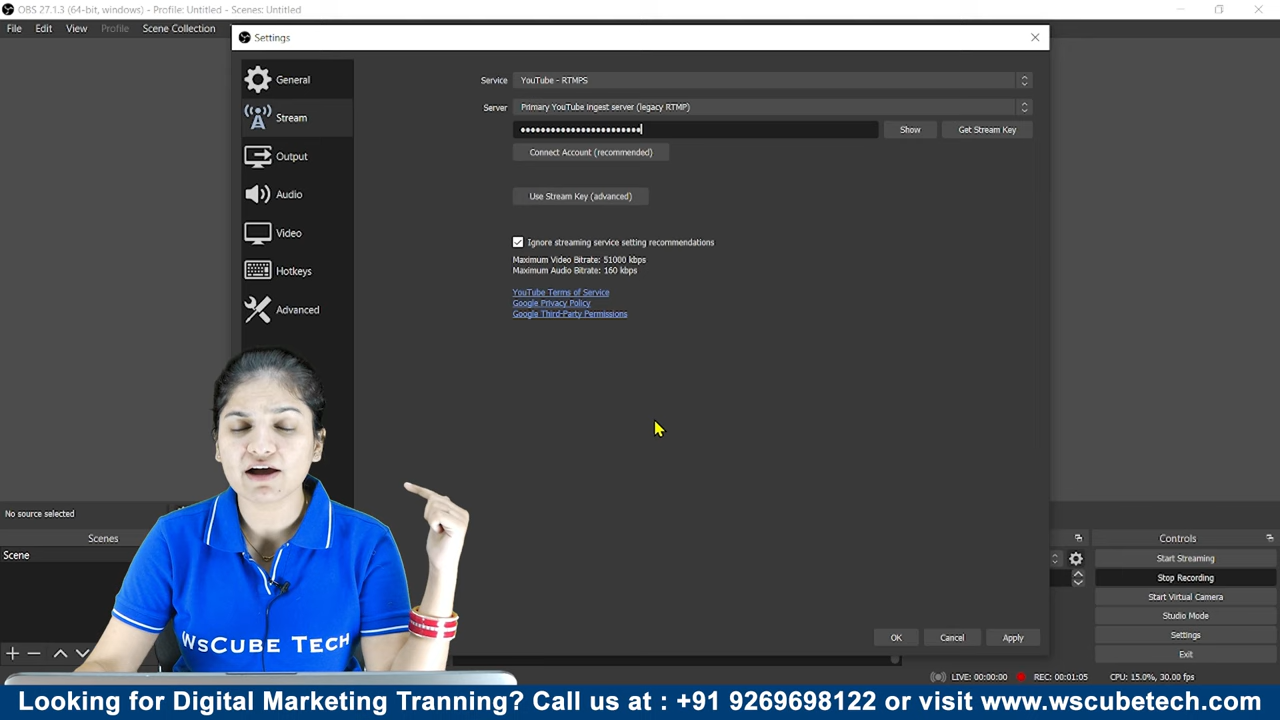 OBS 27.1.3 (64-bit, windows) - Profile: Untitled - Scenes: Untitled
File Edit View Profile Scene Collection
Settings
General
Stream
Output
Audio
Video
Hotkeys
Advanced
Service YouTube - RTMPS
Server Primary YouTube ingest server (legacy RTMP)
Show Get Stream Key
Connect Account (recommended)
Use Stream Key (advanced)
Ignore streaming service setting recommendations
Maximum Video Bitrate: 51000 kbps
Maximum Audio Bitrate: 160 kbps
YouTube Terms of Service
Google Privacy Policy
Google Third-Party Permissions
OK Cancel Apply
No source selected
Scenes
Scene
Controls
Start Streaming
Stop Recording
Start Virtual Camera
Studio Mode
Settings
Exit
LIVE: 00:00:00 REC: 00:01:05 CPU: 15.0%, 30.00 fps
WsCube Tech
Looking for Digital Marketing Tranning? Call us at : +91 9269698122 or visit www.wscubetech.com